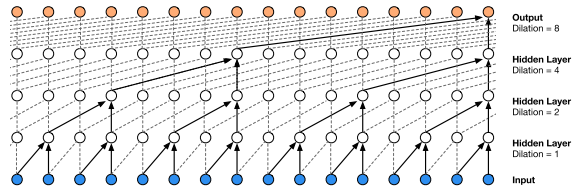 Output
Dilation = 8
Hidden Layer
Dilation = 4
Hidden Layer
Dilation = 2
Hidden Layer
Dilation = 1
Input